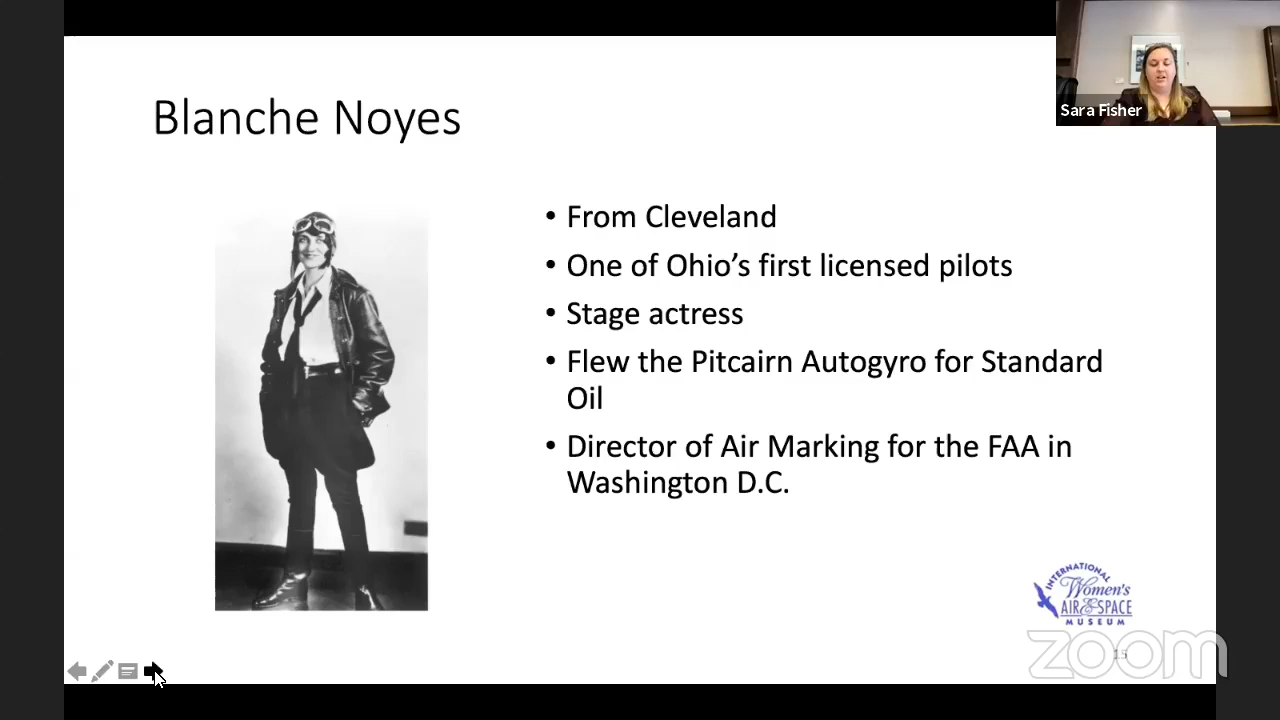 Blanche Noyes
Sara Fisher
• From Cleveland
• One of Ohio's first licensed pilots
• Stage actress
• Flew the Pitcairn Autogyro for Standard
Oil
• Director of Air Marking for the FAA in
Washington D.C.
INTERNATIONAL
Women's
AIR & SPACE
MUSEUM
15
zoom